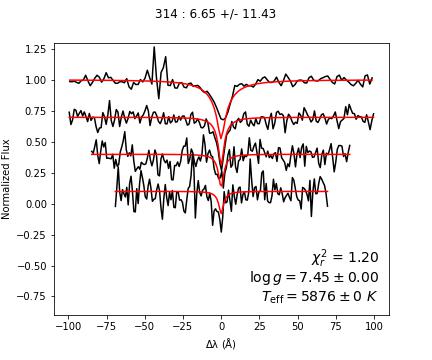 314 : 6.65 +/- 11.43
1.25
1.00
0.75
0.50
0.25
0.00
−0.25
−0.50
−0.75
Normalized Flux
χ²ᵣ = 1.20
log g = 7.45 ± 0.00
T_eff = 5876 ± 0 K
−100 −75 −50 −25 0 25 50 75 100
Δλ (Å)